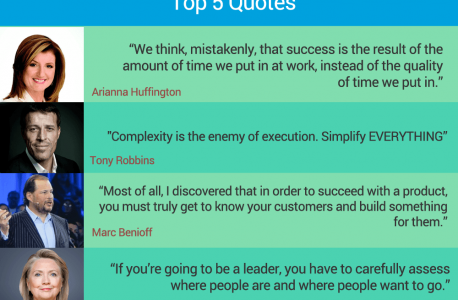 Top 5 Quotes
“We think, mistakenly, that success is the result of the
amount of time we put in at work, instead of the quality
of time we put in.”
Arianna Huffington
"Complexity is the enemy of execution. Simplify EVERYTHING”
Tony Robbins
“Most of all, I discovered that in order to succeed with a product,
you must truly get to know your customers and build something
for them.”
Marc Benioff
“If you’re going to be a leader, you have to carefully assess
where people are and where people want to go.”